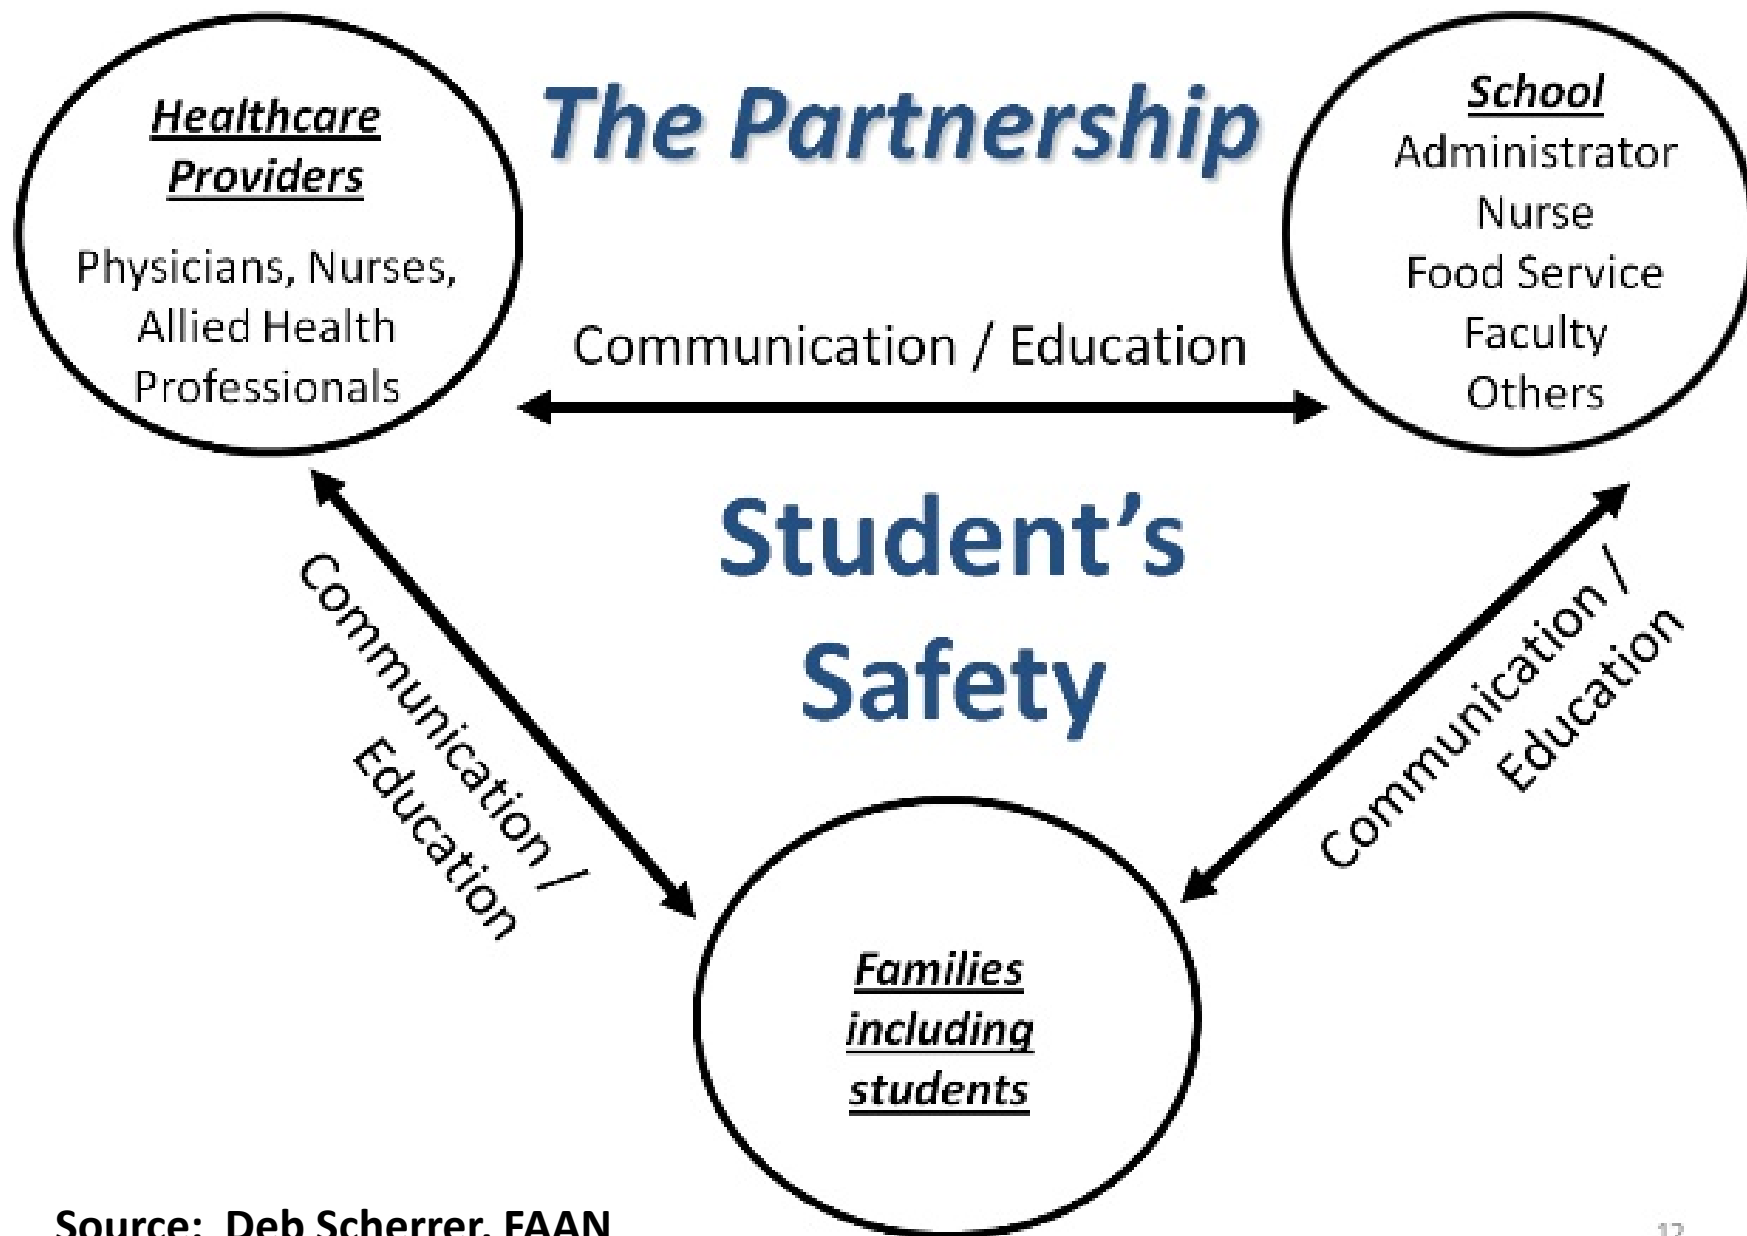 The Partnership
Healthcare
Providers
Physicians, Nurses,
Allied Health
Professionals
School
Administrator
Nurse
Food Service
Faculty
Others
Communication / Education
Student’s
Safety
Communication /
Education
Communication /
Education
Families
including
students
Source: Deb Scherrer, FAAN
12